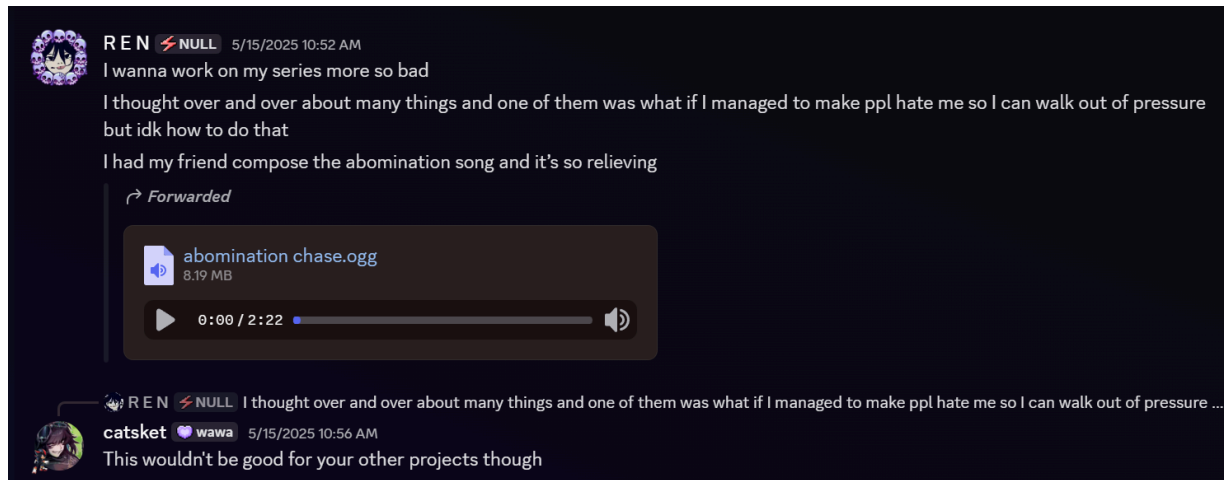 R E N NULL 5/15/2025 10:52 AM
I wanna work on my series more so bad
I thought over and over about many things and one of them was what if I managed to make ppl hate me so I can walk out of pressure
but idk how to do that
I had my friend compose the abomination song and it's so relieving
Forwarded
abomination chase.ogg
8.19 MB
0:00 / 2:22
R E N NULL I thought over and over about many things and one of them was what if I managed to make ppl hate me so I can walk out of pressure ...
catsket wawa 5/15/2025 10:56 AM
This wouldn't be good for your other projects though